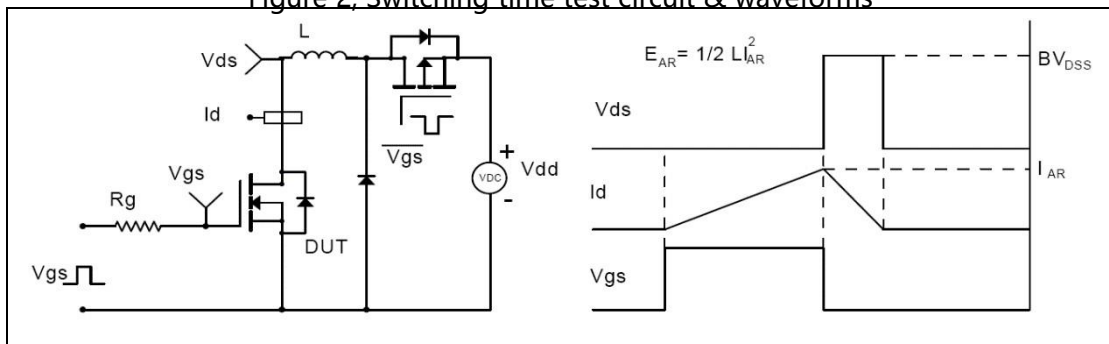 Figure 2, Switching time test circuit & waveforms
L
Vds
Id
Vgs
Vgs
Rg
+
VDC
Vdd
-
DUT
Vgs
E_AR = 1/2 LI²_AR
BV_DSS
Vds
I_AR
Id
Vgs